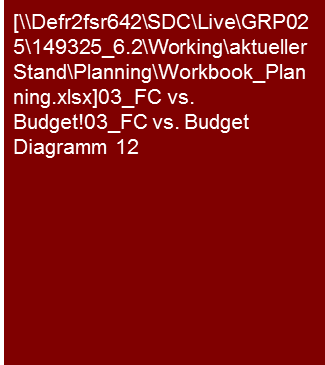 [\\Defr2fsr642\SDC\Live\GRP02
5\149325_6.2\Working\aktueller
Stand\Planning\Workbook_Plan
ning.xlsx]03_FC vs.
Budget!03_FC vs. Budget
Diagramm 12